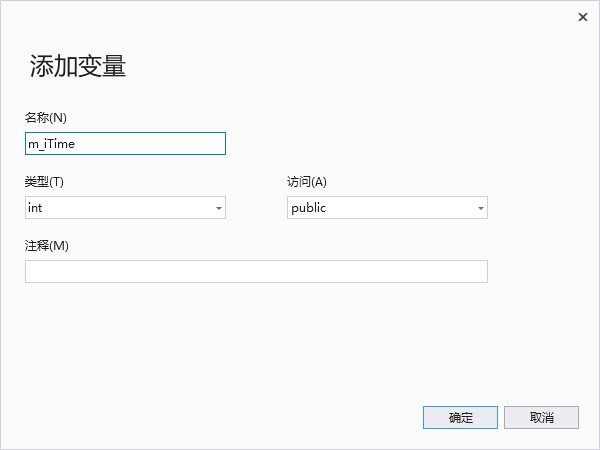 添加变量
名称(N)
m_iTime
类型(T) 访问(A)
int public
注释(M)
确定 取消